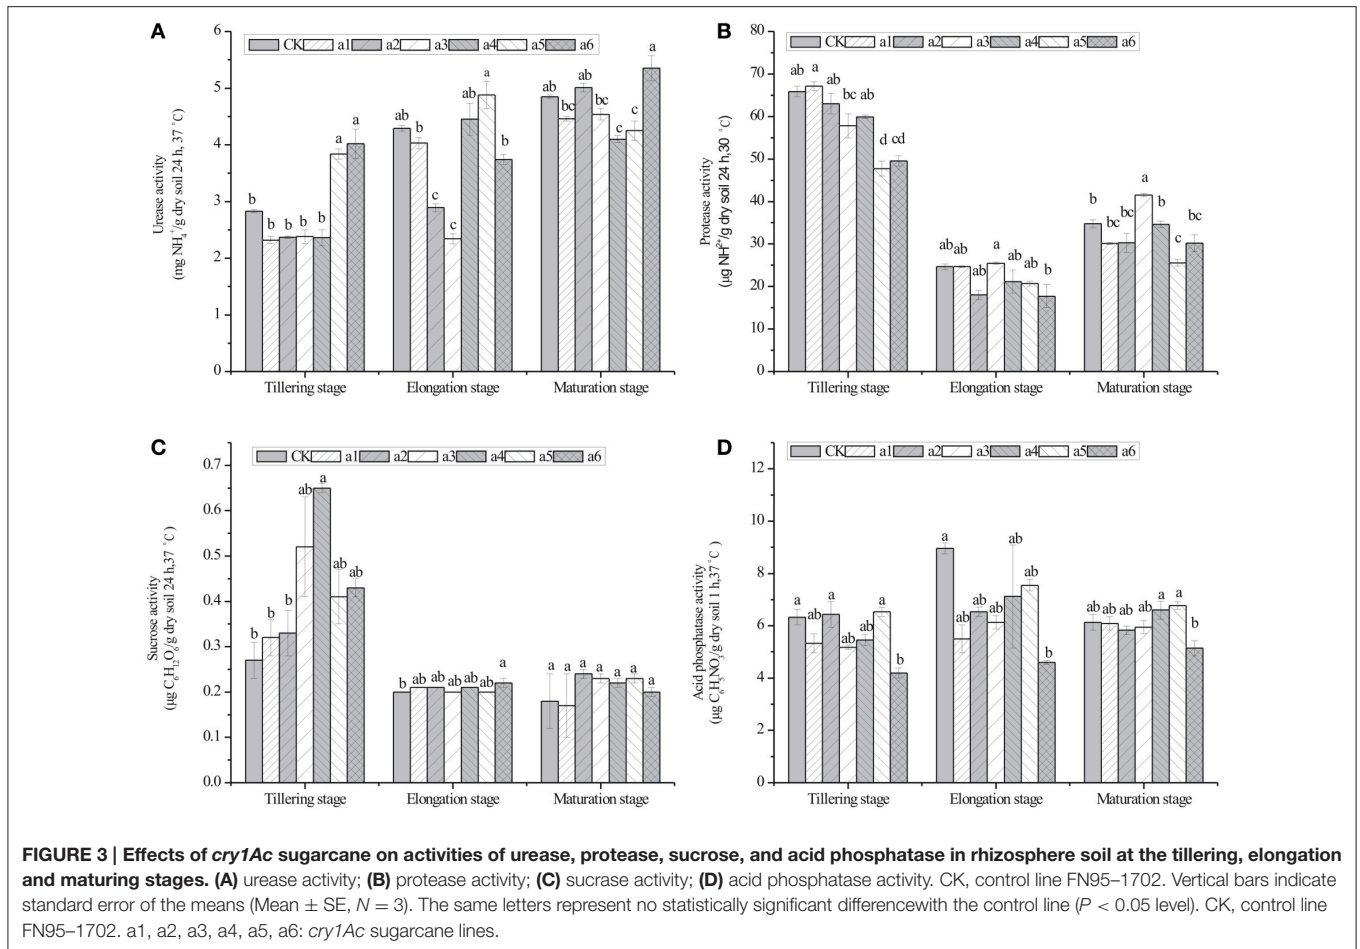 A
6
5
4
3
2
1
0
Urease activity
(mg NH₄⁺/g dry soil 24 h, 37 °C)
CK a1 a2 a3 a4 a5 a6
b b b b b a a
ab b c c ab a b
ab bc ab bc c c a
Tillering stage Elongation stage Maturation stage
B
80
70
60
50
40
30
20
10
0
Protease activity
(μg NH²⁺/g dry soil 24 h,30 °C)
CK a1 a2 a3 a4 a5 a6
ab a ab bc ab d cd
ab ab ab a ab ab b
b bc bc a b c bc
Tillering stage Elongation stage Maturation stage
C
0.7
0.6
0.5
0.4
0.3
0.2
0.1
0.0
Sucrose activity
(μg C₆H₁₂O₆/g dry soil 24 h,37 °C)
CK a1 a2 a3 a4 a5 a6
b b b ab a ab ab
b ab ab ab ab ab a
a a a a a a a
Tillering stage Elongation stage Maturation stage
D
12
10
8
6
4
2
0
Acid phosphatase activity
(μg C₆H₅NO₃/g dry soil 1 h,37 °C)
CK a1 a2 a3 a4 a5 a6
a ab a ab ab a b
a ab ab ab ab ab b
ab ab ab ab a a b
Tillering stage Elongation stage Maturation stage
FIGURE 3 | Effects of cry1Ac sugarcane on activities of urease, protease, sucrose, and acid phosphatase in rhizosphere soil at the tillering, elongation
and maturing stages. (A) urease activity; (B) protease activity; (C) sucrase activity; (D) acid phosphatase activity. CK, control line FN95–1702. Vertical bars indicate
standard error of the means (Mean ± SE, N = 3). The same letters represent no statistically significant differencewith the control line (P < 0.05 level). CK, control line
FN95–1702. a1, a2, a3, a4, a5, a6: cry1Ac sugarcane lines.